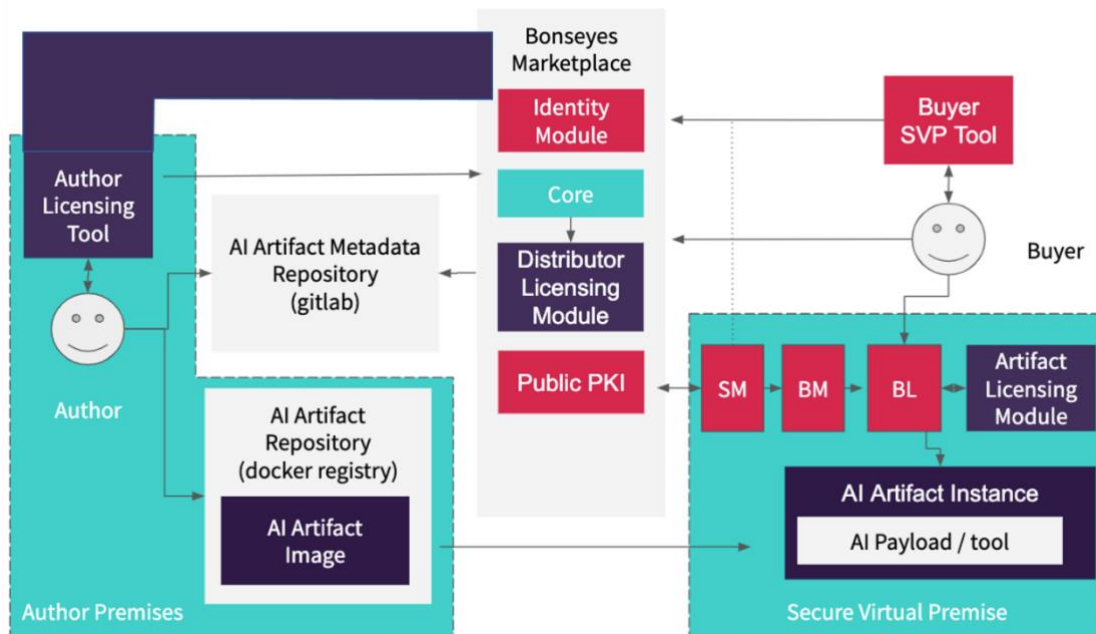 Bonseyes
Marketplace
Identity
Module
Core
Distributor
Licensing
Module
Public PKI
Author
Licensing
Tool
AI Artifact Metadata
Repository
(gitlab)
Author
AI Artifact
Repository
(docker registry)
AI Artifact
Image
Author Premises
Buyer
SVP Tool
Buyer
SM
BM
BL
Artifact
Licensing
Module
AI Artifact Instance
AI Payload / tool
Secure Virtual Premise